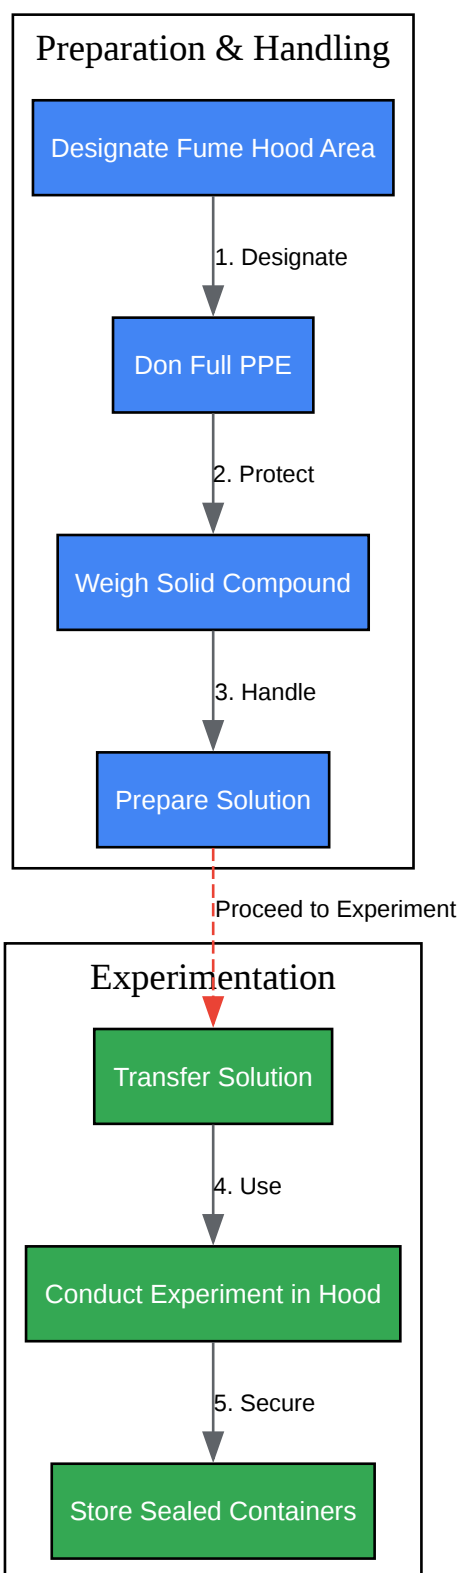 Preparation & Handling
Designate Fume Hood Area
1. Designate
Don Full PPE
2. Protect
Weigh Solid Compound
3. Handle
Prepare Solution
Proceed to Experiment
Experimentation
Transfer Solution
4. Use
Conduct Experiment in Hood
5. Secure
Store Sealed Containers